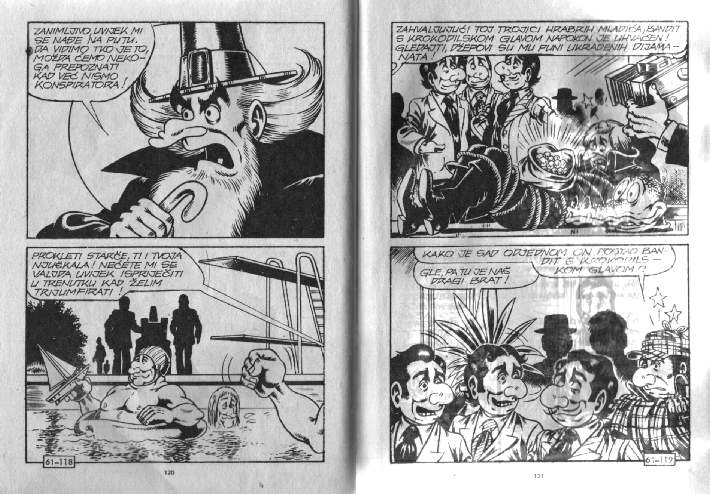 ZANIMLJIVO, UVIJEK MI
SE NAĐE NA PUTU.
DA VIDIMO TKO JE TO,
MOŽDA ĆEMO NEKO-
GA PREPOZNATI
KAD VEĆ NISMO
KONSPIRATORA!
PROKLETI STARČE, TI I TVOJA
NJUŠKALA! NEĆETE MI SE
VALJDA UVIJEK ISPRIJEČITI
U TRENUTKU KAD ŽELIM
TRIJUMFIRATI!
61-118
120
ZAHVALJUJUĆI TOJ TROJICI HRABRIH MLADIĆA, BANDIT
S KROKODILSKOM GLAVOM NAPOKON JE UHVAĆEN!
GLEDAJTE, DŽEPOVI SU MU PUNI UKRADENIH DIJAMA-
NATA!
KAKO JE SAD ODJEDNOM ON POSTAO BAN-
DIT S KROKODILS-
KOM GLAVOM?!
GLE, PA TU JE NAŠ
DRAGI BRAT!
61-119
121